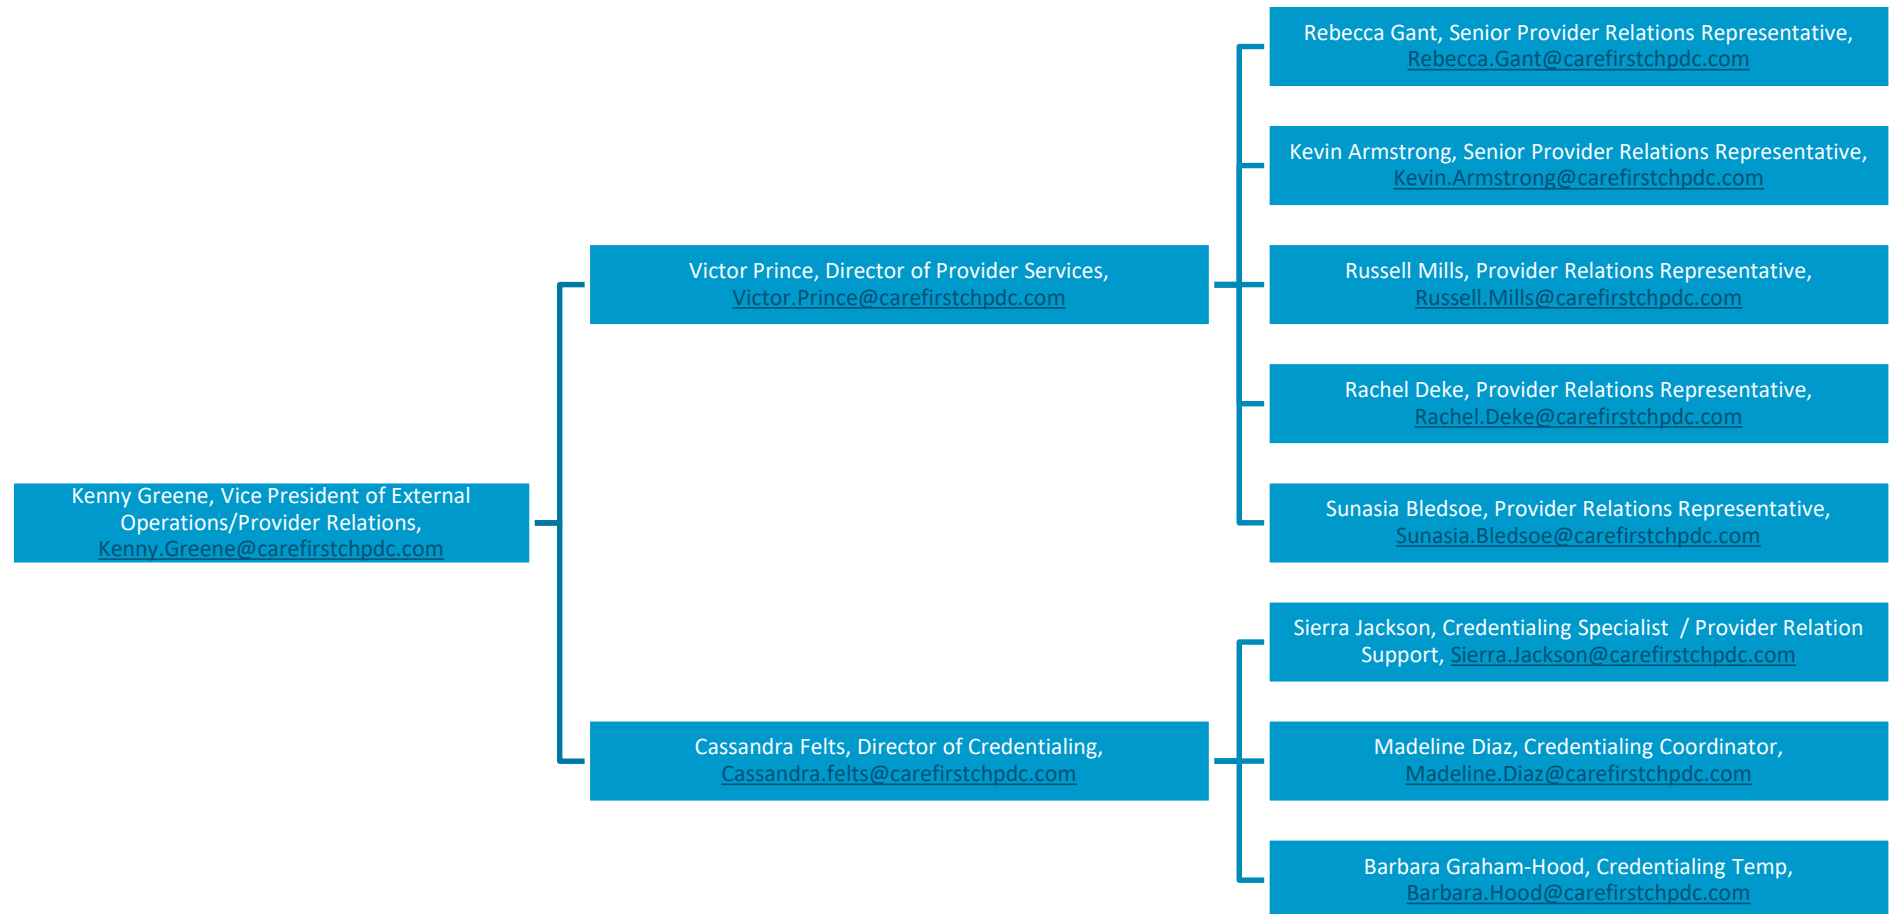 Rebecca Gant, Senior Provider Relations Representative,
Rebecca.Gant@carefirstchpdc.com
Kevin Armstrong, Senior Provider Relations Representative,
Kevin.Armstrong@carefirstchpdc.com
Victor Prince, Director of Provider Services,
Victor.Prince@carefirstchpdc.com
Russell Mills, Provider Relations Representative,
Russell.Mills@carefirstchpdc.com
Rachel Deke, Provider Relations Representative,
Rachel.Deke@carefirstchpdc.com
Kenny Greene, Vice President of External
Operations/Provider Relations,
Kenny.Greene@carefirstchpdc.com
Sunasia Bledsoe, Provider Relations Representative,
Sunasia.Bledsoe@carefirstchpdc.com
Sierra Jackson, Credentialing Specialist / Provider Relation
Support, Sierra.Jackson@carefirstchpdc.com
Cassandra Felts, Director of Credentialing,
Cassandra.felts@carefirstchpdc.com
Madeline Diaz, Credentialing Coordinator,
Madeline.Diaz@carefirstchpdc.com
Barbara Graham-Hood, Credentialing Temp,
Barbara.Hood@carefirstchpdc.com